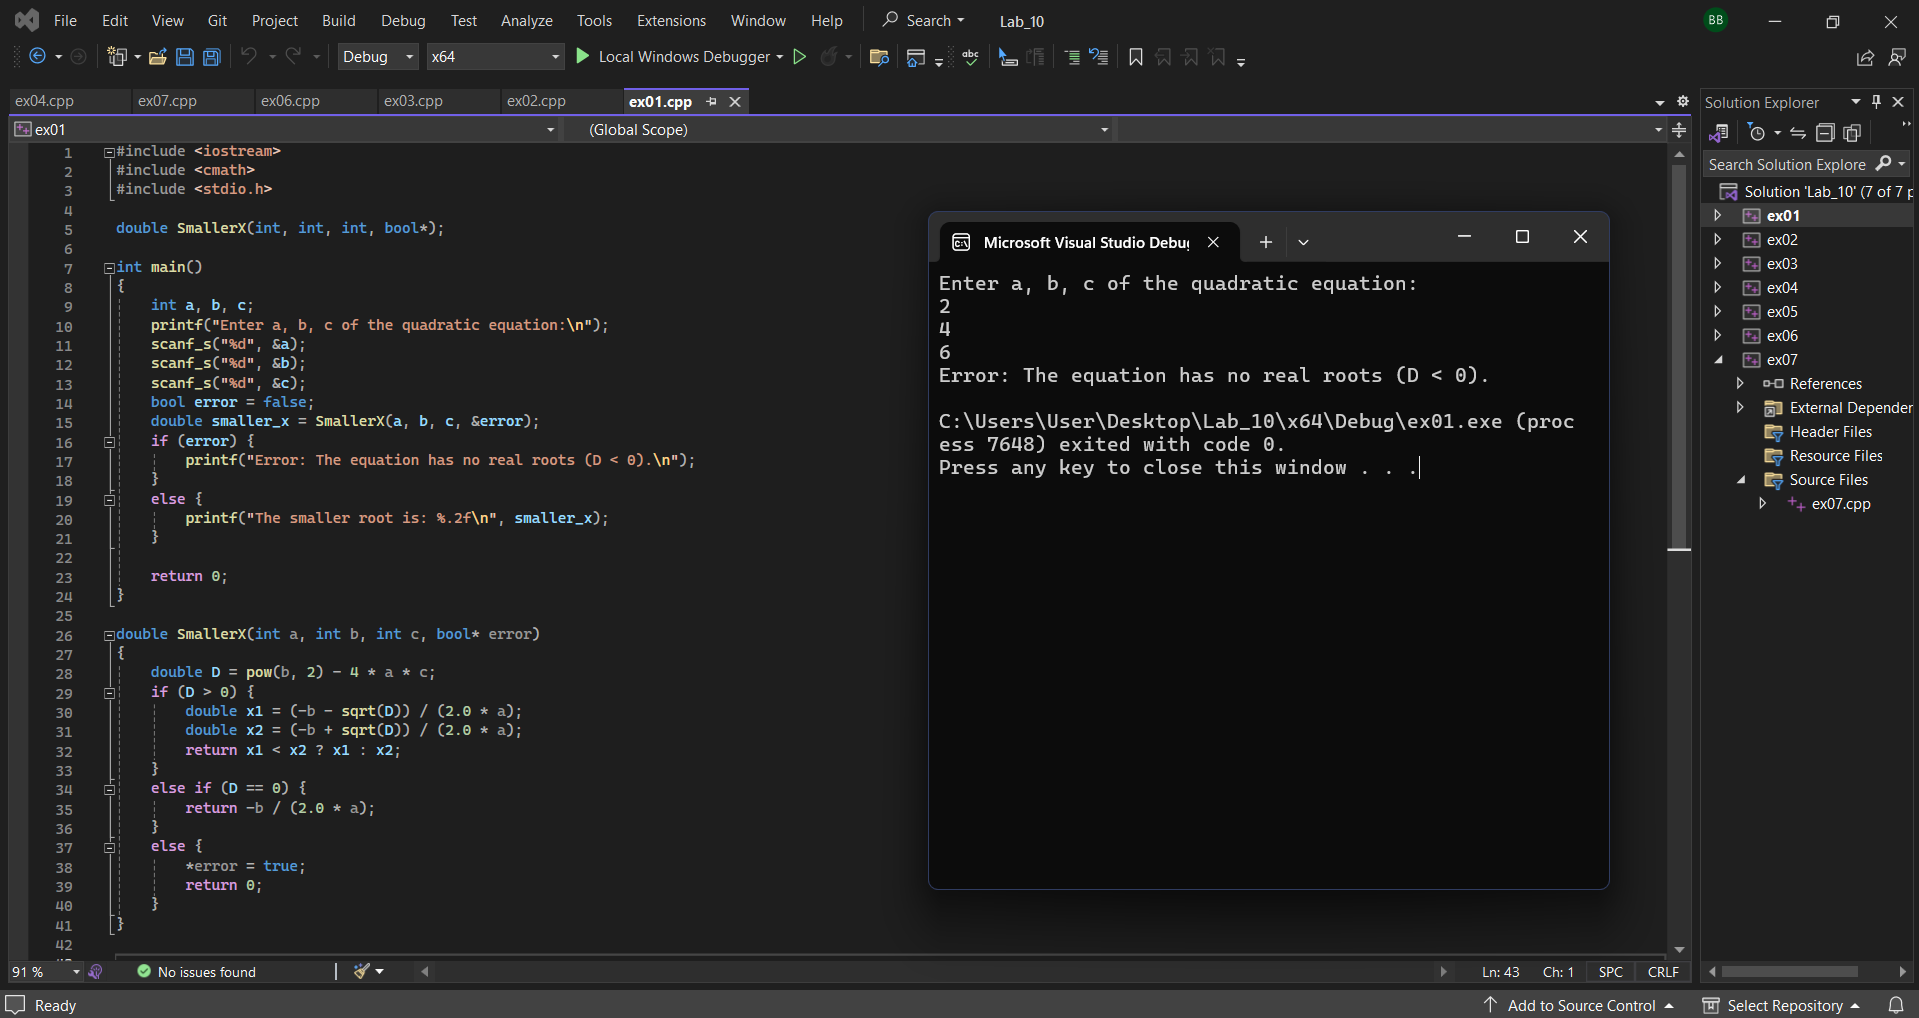 File Edit View Git Project Build Debug Test Analyze Tools Extensions Window Help Search Lab_10 BB
Debug x64 Local Windows Debugger
ex04.cpp ex07.cpp ex06.cpp ex03.cpp ex02.cpp ex01.cpp
ex01 (Global Scope)
1 #include <iostream>
2 #include <cmath>
3 #include <stdio.h>
4
5 double SmallerX(int, int, int, bool*);
6
7 int main()
8 {
9 int a, b, c;
10 printf("Enter a, b, c of the quadratic equation:\n");
11 scanf_s("%d", &a);
12 scanf_s("%d", &b);
13 scanf_s("%d", &c);
14 bool error = false;
15 double smaller_x = SmallerX(a, b, c, &error);
16 if (error) {
17 printf("Error: The equation has no real roots (D < 0).\n");
18 }
19 else {
20 printf("The smaller root is: %.2f\n", smaller_x);
21 }
22
23 return 0;
24 }
25
26 double SmallerX(int a, int b, int c, bool* error)
27 {
28 double D = pow(b, 2) - 4 * a * c;
29 if (D > 0) {
30 double x1 = (-b - sqrt(D)) / (2.0 * a);
31 double x2 = (-b + sqrt(D)) / (2.0 * a);
32 return x1 < x2 ? x1 : x2;
33 }
34 else if (D == 0) {
35 return -b / (2.0 * a);
36 }
37 else {
38 *error = true;
39 return 0;
40 }
41 }
42
Microsoft Visual Studio Debu
Enter a, b, c of the quadratic equation:
2
4
6
Error: The equation has no real roots (D < 0).
C:\Users\User\Desktop\Lab_10\x64\Debug\ex01.exe (proc
ess 7648) exited with code 0.
Press any key to close this window . . .
Solution Explorer
Search Solution Explore
Solution 'Lab_10' (7 of 7 p
ex01
ex02
ex03
ex04
ex05
ex06
ex07
References
External Depender
Header Files
Resource Files
Source Files
ex07.cpp
91 % No issues found Ln: 43 Ch: 1 SPC CRLF
Ready Add to Source Control Select Repository